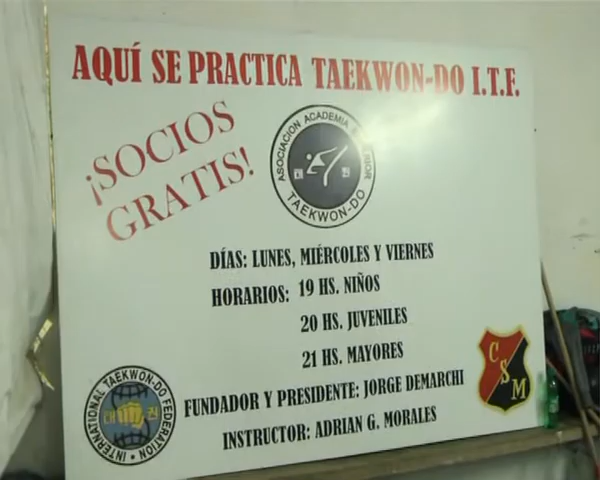 AQUÍ SE PRACTICA TAEKWON-DO I.T.F.
¡SOCIOS
GRATIS!
ASOCIACION ACADEMIA
TAEKWON-DO
DÍAS: LUNES, MIÉRCOLES Y VIERNES
HORARIOS: 19 HS. NIÑOS
20 HS. JUVENILES
21 HS. MAYORES
FUNDADOR Y PRESIDENTE: JORGE DEMARCHI
INSTRUCTOR: ADRIAN G. MORALES
INTERNATIONAL TAEKWON-DO FEDERATION
CSM